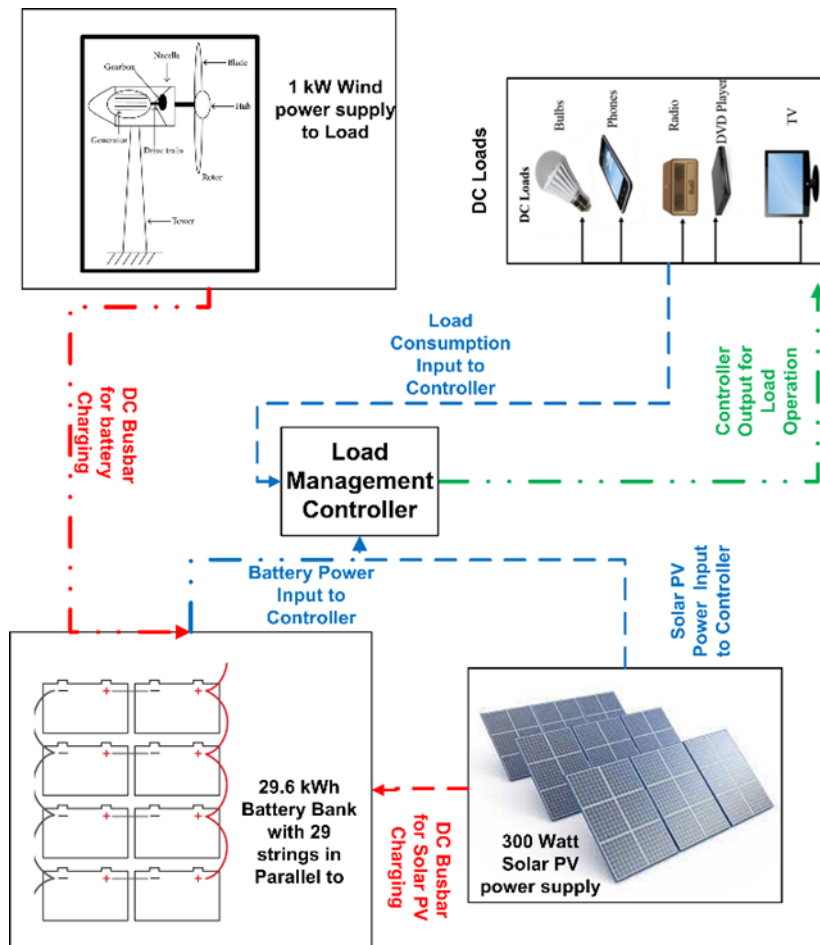 Nacelle
Blade
Gearbox
Hub
Generator
Drive train
Rotor
Tower
1 kW Wind
power supply
to Load
DC Loads
DC Loads
Bulbs
Phones
Radio
DVD Player
TV
Load
Consumption
Input to
Controller
Controller
Output for
Load
Operation
DC Busbar
for battery
Charging
Load
Management
Controller
Battery Power
Input to
Controller
Solar PV
Power Input
to Controller
- + - +
- + - +
- + - +
- + - +
29.6 kWh
Battery Bank
with 29
strings in
Parallel to
DC Busbar
for Solar PV
Charging
300 Watt
Solar PV
power supply